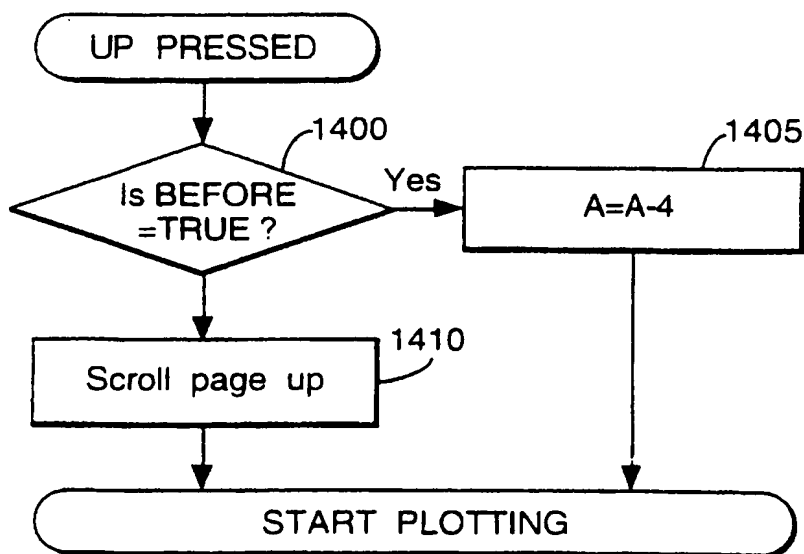 UP PRESSED
1400
Is BEFORE
=TRUE ?
Yes
1405
A=A-4
1410
Scroll page up
START PLOTTING